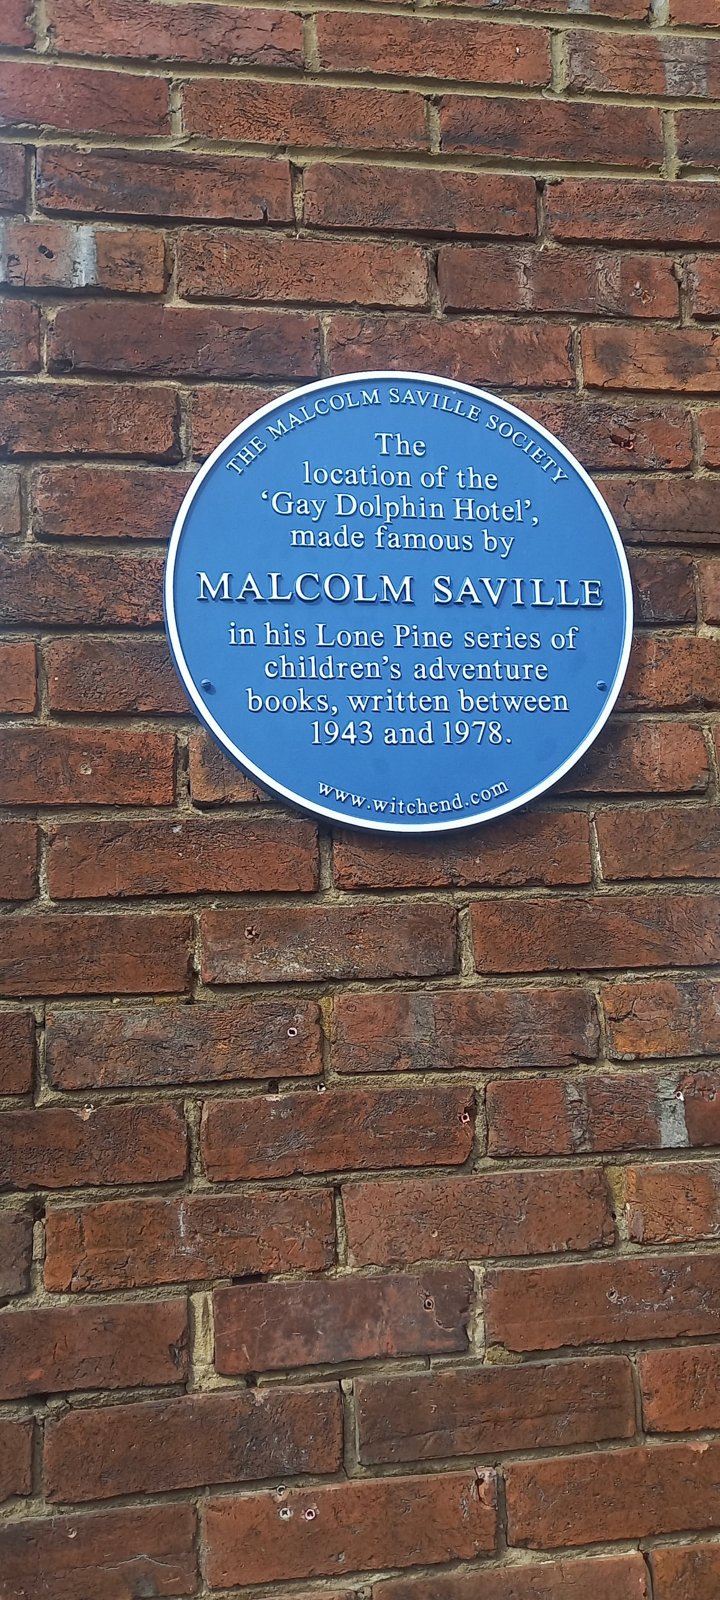 THE MALCOLM SAVILLE SOCIETY
The
location of the
‘Gay Dolphin Hotel’,
made famous by
MALCOLM SAVILLE
in his Lone Pine series of
children’s adventure
books, written between
1943 and 1978.
www.witchend.com